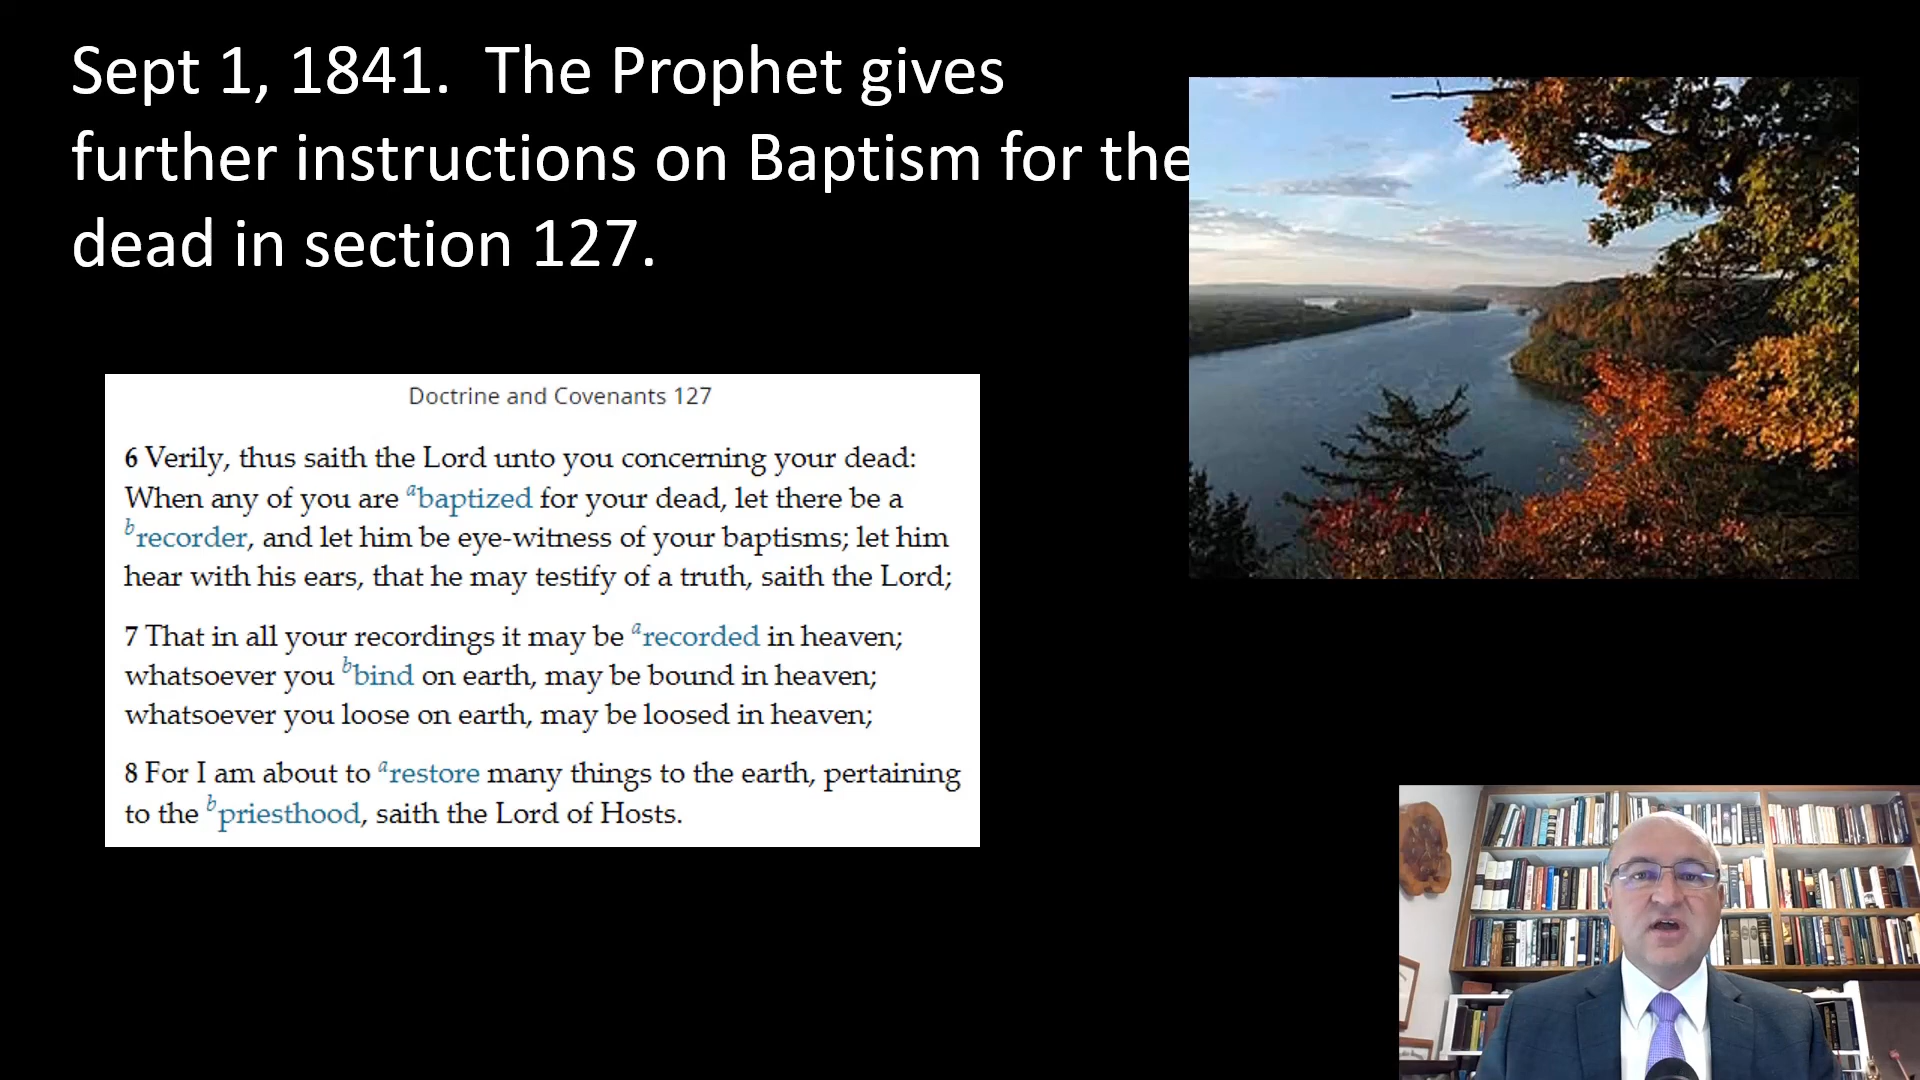 Sept 1, 1841.  The Prophet gives
further instructions on Baptism for the
dead in section 127.
Doctrine and Covenants 127
6 Verily, thus saith the Lord unto you concerning your dead:
When any of you are abaptized for your dead, let there be a
brecorder, and let him be eye-witness of your baptisms; let him
hear with his ears, that he may testify of a truth, saith the Lord;
7 That in all your recordings it may be arecorded in heaven;
whatsoever you bbind on earth, may be bound in heaven;
whatsoever you loose on earth, may be loosed in heaven;
8 For I am about to arestore many things to the earth, pertaining
to the bpriesthood, saith the Lord of Hosts.